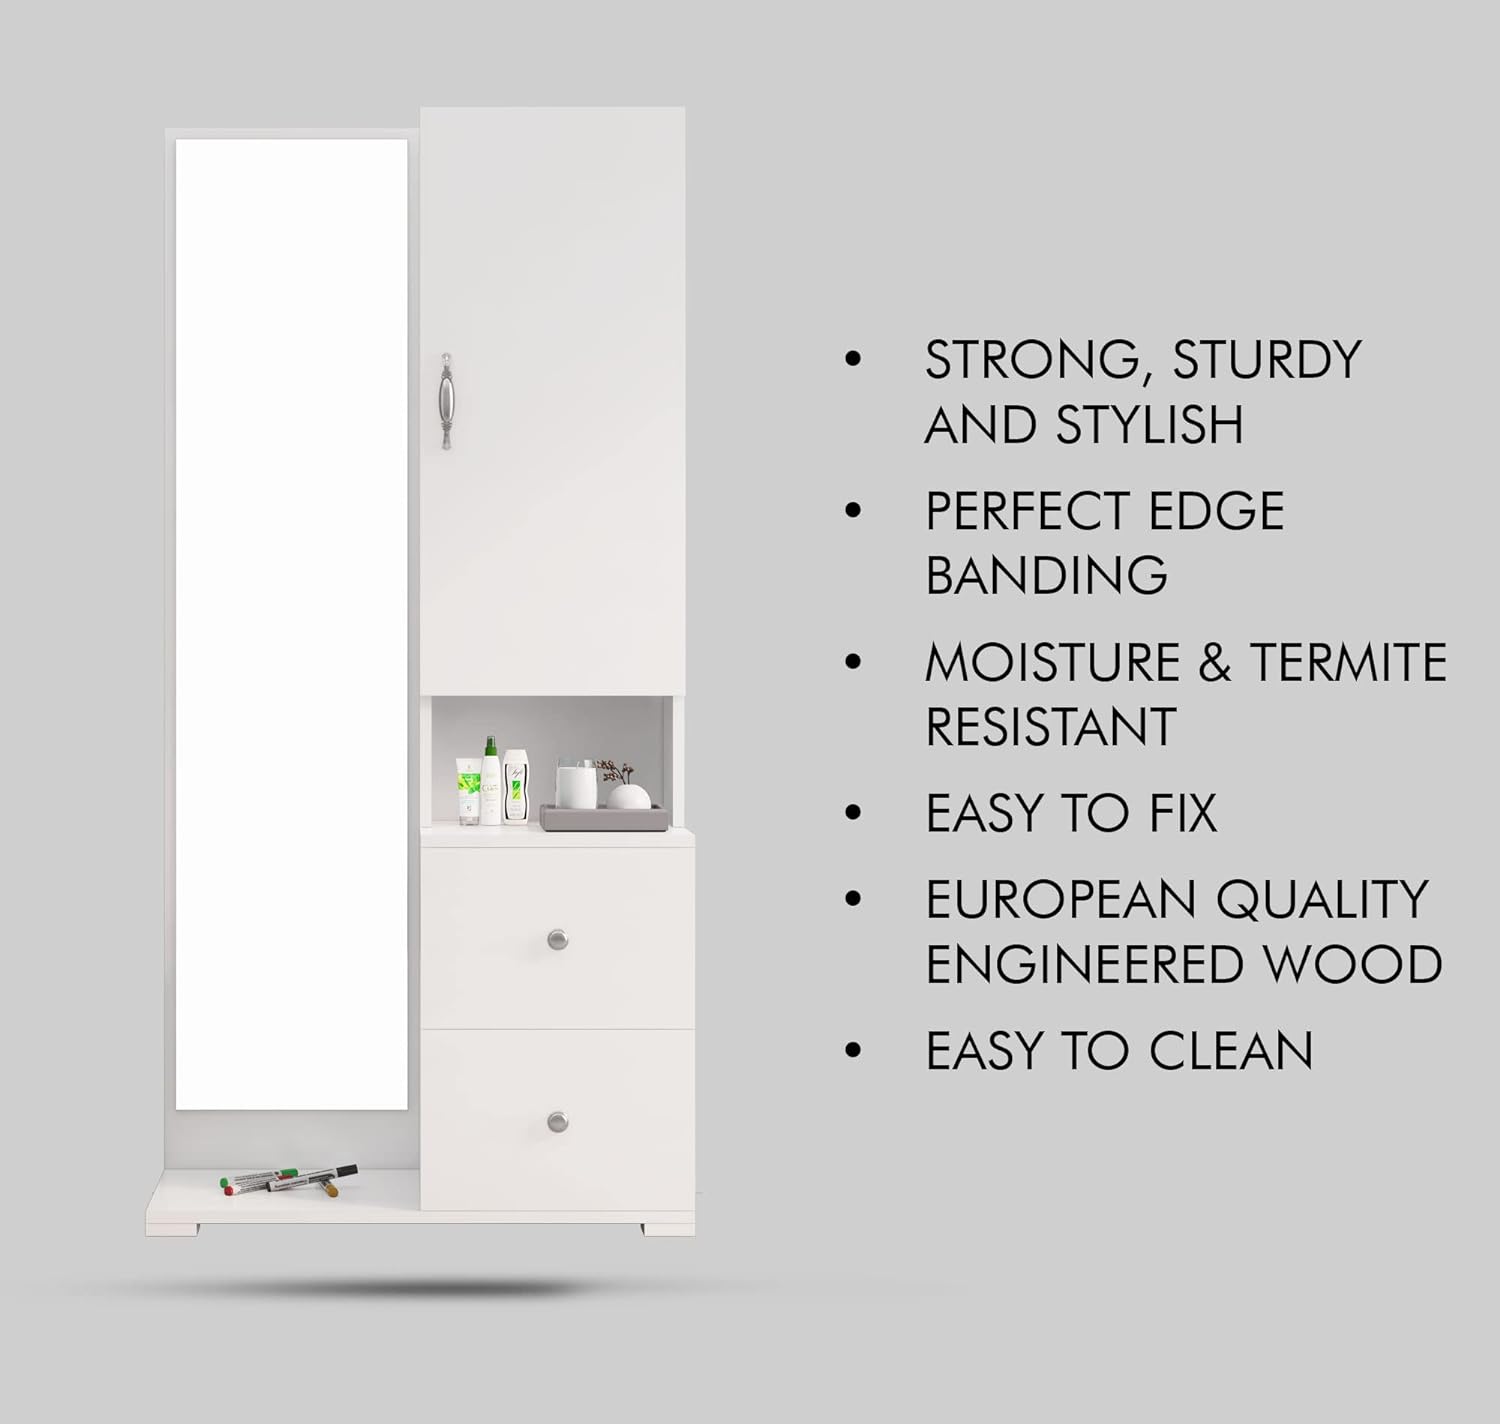 STRONG, STURDY
AND STYLISH
PERFECT EDGE
BANDING
MOISTURE & TERMITE
RESISTANT
EASY TO FIX
EUROPEAN QUALITY
ENGINEERED WOOD
EASY TO CLEAN